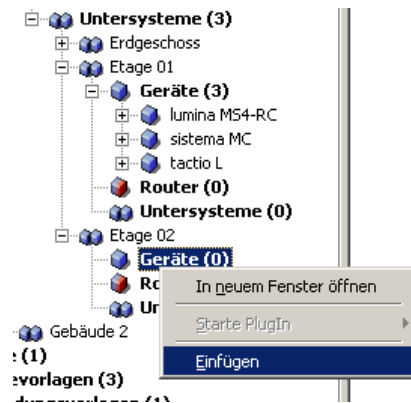 Untersysteme (3)
Erdgeschoss
Etage 01
Geräte (3)
lumina MS4-RC
sistema MC
tactio L
Router (0)
Untersysteme (0)
Etage 02
Geräte (0)
In neuem Fenster öffnen
Starte PlugIn
Einfügen
Gebäude 2
(1)
evorlagen (3)